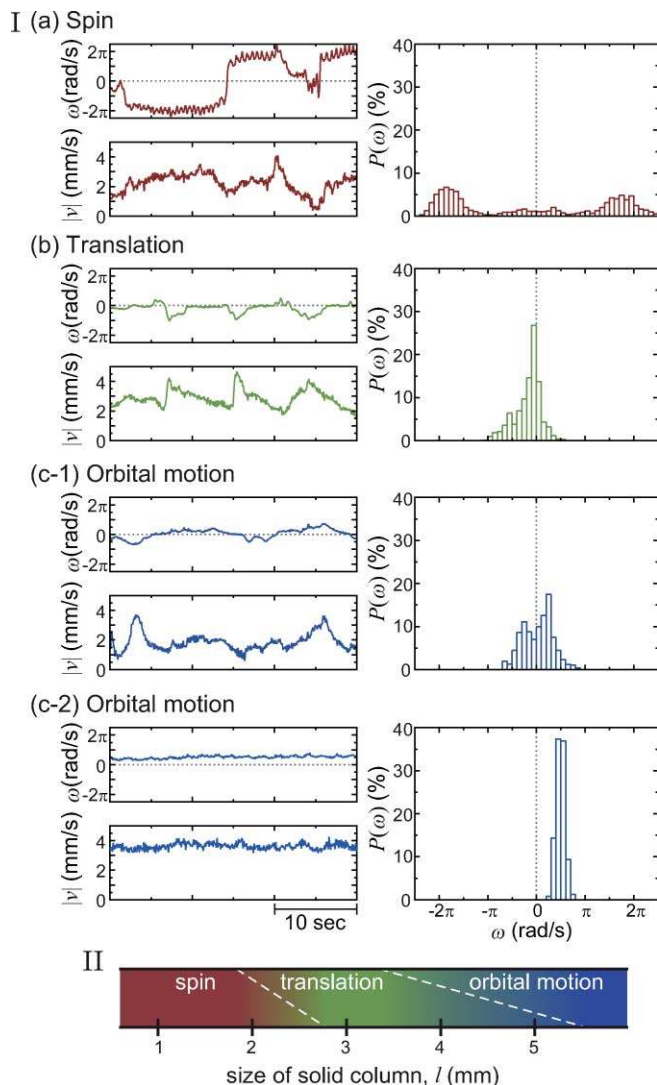 I (a) Spin
ω(rad/s)
2π
0
-2π
|v| (mm/s)
4
2
0
P(ω) (%)
40
30
20
10
0
(b) Translation
ω(rad/s)
2π
0
-2π
|v| (mm/s)
4
2
0
P(ω) (%)
40
30
20
10
0
(c-1) Orbital motion
ω(rad/s)
2π
0
-2π
|v| (mm/s)
4
2
0
P(ω) (%)
40
30
20
10
0
(c-2) Orbital motion
ω(rad/s)
2π
0
-2π
|v| (mm/s)
4
2
0
10 sec
P(ω) (%)
40
30
20
10
0
-2π -π 0 π 2π
ω (rad/s)
II
spin translation orbital motion
1 2 3 4 5
size of solid column, l (mm)